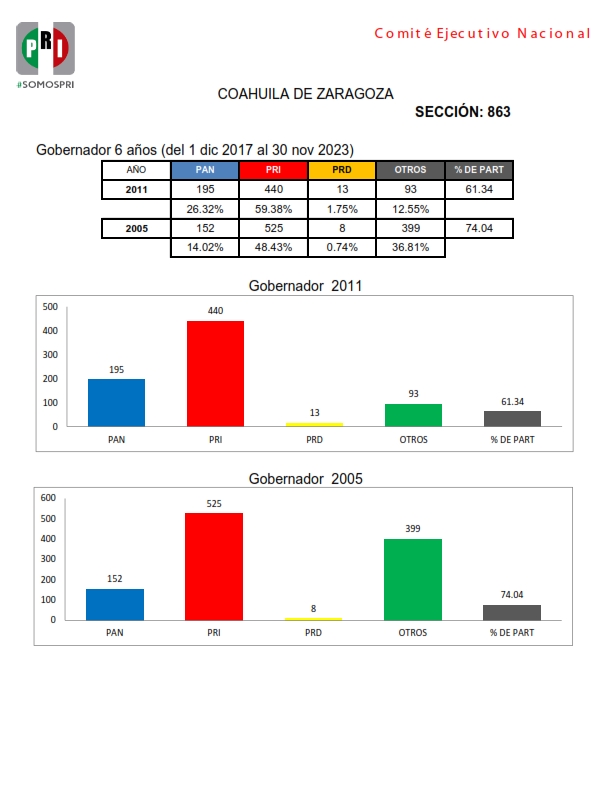 PRI
#SOMOSPRI
Comité Ejecutivo Nacional
COAHUILA DE ZARAGOZA
SECCIÓN: 863
Gobernador 6 años (del 1 dic 2017 al 30 nov 2023)
AÑO PAN PRI PRD OTROS % DE PART
2011 195 440 13 93 61.34
26.32% 59.38% 1.75% 12.55%
2005 152 525 8 399 74.04
14.02% 48.43% 0.74% 36.81%
Gobernador 2011
500
400
300
200
100
0
195
440
13
93
61.34
PAN PRI PRD OTROS % DE PART
Gobernador 2005
600
500
400
300
200
100
0
152
525
8
399
74.04
PAN PRI PRD OTROS % DE PART